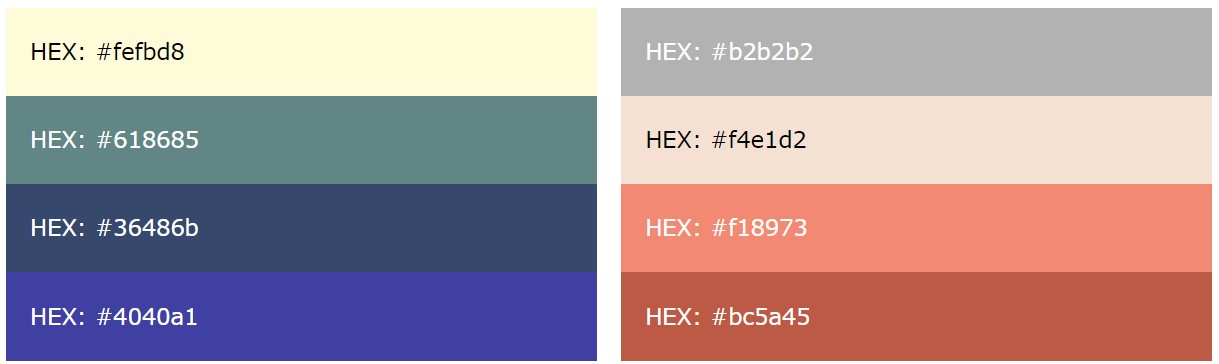 HEX: #fefbd8
HEX: #618685
HEX: #36486b
HEX: #4040a1
HEX: #b2b2b2
HEX: #f4e1d2
HEX: #f18973
HEX: #bc5a45